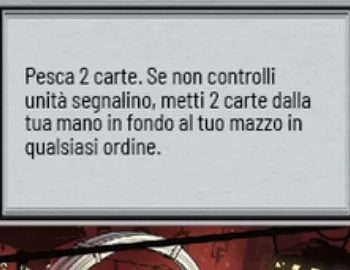 Pesca 2 carte. Se non controlli
unità segnalino, metti 2 carte dalla
tua mano in fondo al tuo mazzo in
qualsiasi ordine.